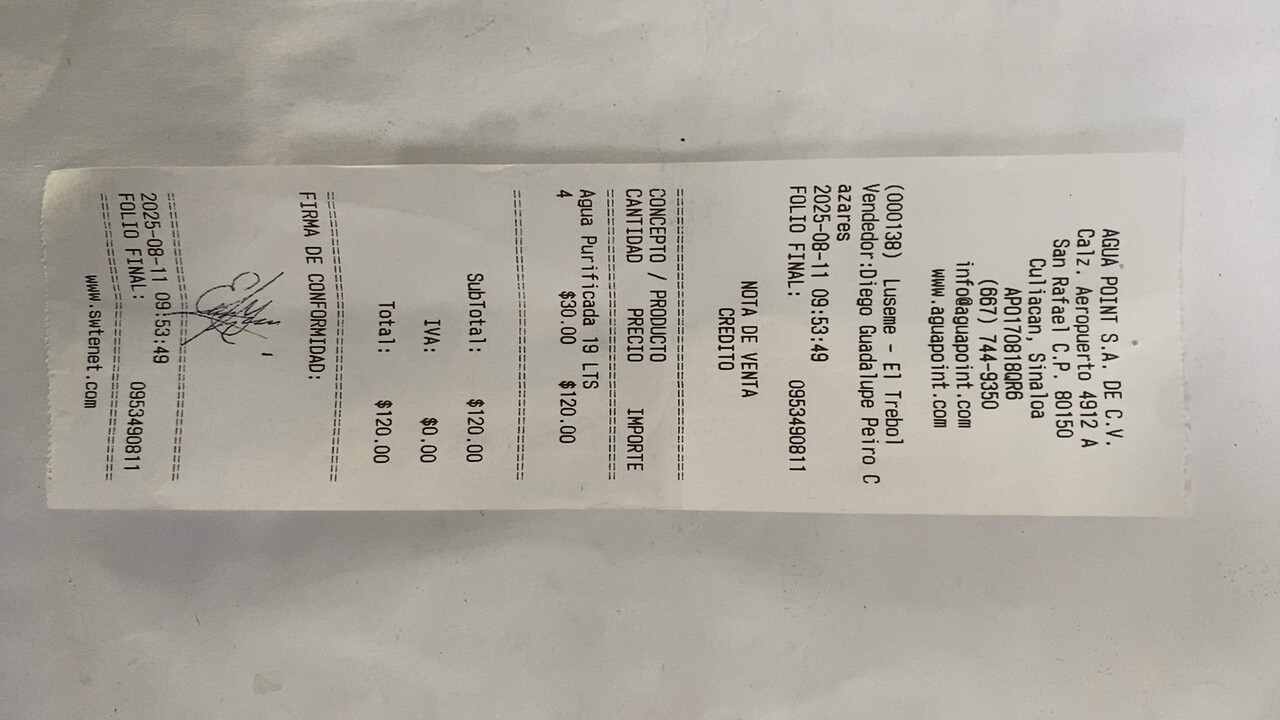 AGUA POINT S.A. DE C.V.
Calz. Aeropuerto 4912 A
San Rafael C.P. 80150
Culiacan, Sinaloa
APO170818QR6
(667) 744-9350
info@aguapoint.com
www.aguapoint.com
(000138) Luseme - El Trebol
Vendedor:Diego Guadalupe Peiro C
azares
2025-08-11 09:53:49
FOLIO FINAL: 0953490811
NOTA DE VENTA
CREDITO
================================
CONCEPTO / PRODUCTO
CANTIDAD PRECIO IMPORTE
================================
Agua Purificada 19 LTS
4 $30.00 $120.00
================================
SubTotal: $120.00
IVA: $0.00
Total: $120.00
================================
FIRMA DE CONFORMIDAD:
================================
2025-08-11 09:53:49
FOLIO FINAL: 0953490811
================================
www.swtenet.com